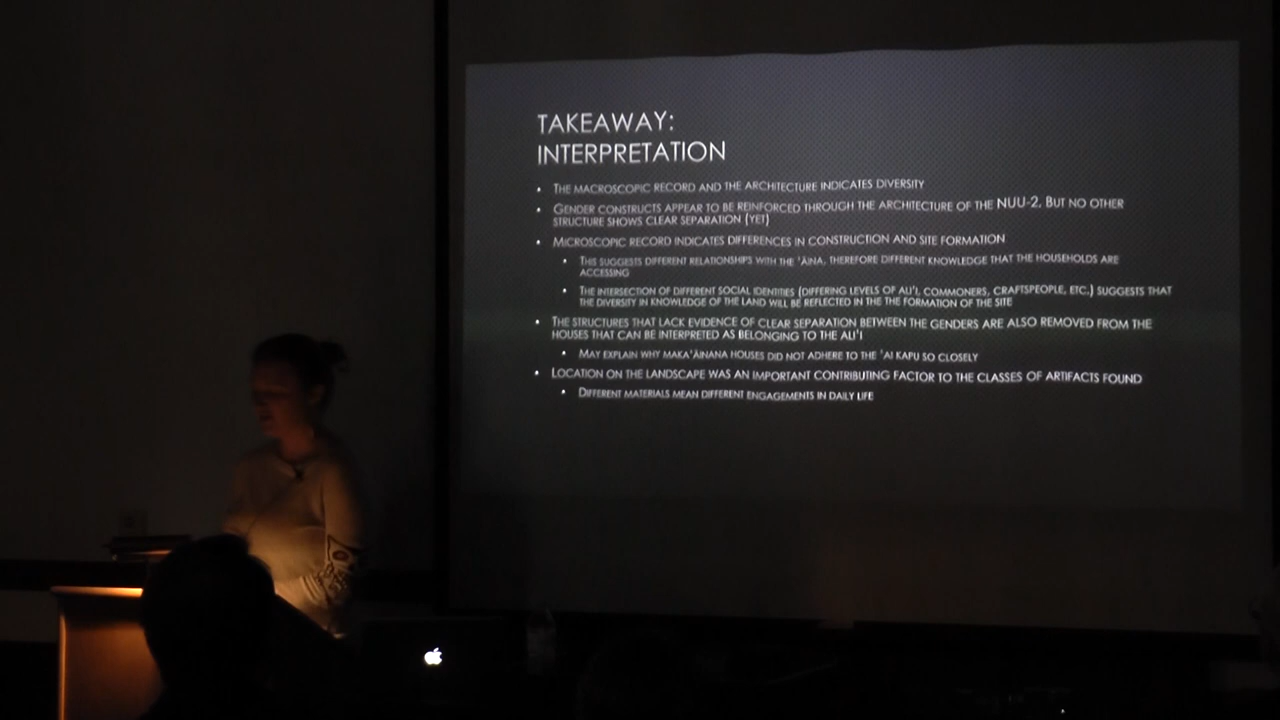 TAKEAWAY:
INTERPRETATION
• THE MACROSCOPIC RECORD AND THE ARCHITECTURE INDICATES DIVERSITY
• GENDER CONSTRUCTS APPEAR TO BE REINFORCED THROUGH THE ARCHITECTURE OF THE NUU-2, BUT NO OTHER
STRUCTURE SHOWS CLEAR SEPARATION (YET)
• MICROSCOPIC RECORD INDICATES DIFFERENCES IN CONSTRUCTION AND SITE FORMATION
• THIS SUGGESTS DIFFERENT RELATIONSHIPS WITH THE 'ĀINA, THEREFORE DIFFERENT KNOWLEDGE THAT THE HOUSEHOLDS ARE
ACCESSING
• THE INTERSECTION OF DIFFERENT SOCIAL IDENTITIES (DIFFERING LEVELS OF ALI'I, COMMONERS, CRAFTSPEOPLE, ETC.) SUGGESTS THAT
THE DIVERSITY IN KNOWLEDGE OF THE LAND WILL BE REFLECTED IN THE THE FORMATION OF THE SITE
• THE STRUCTURES THAT LACK EVIDENCE OF CLEAR SEPARATION BETWEEN THE GENDERS ARE ALSO REMOVED FROM THE
HOUSES THAT CAN BE INTERPRETED AS BELONGING TO THE ALI'I
• MAY EXPLAIN WHY MAKA'ĀINANA HOUSES DID NOT ADHERE TO THE 'AI KAPU SO CLOSELY
• LOCATION ON THE LANDSCAPE WAS AN IMPORTANT CONTRIBUTING FACTOR TO THE CLASSES OF ARTIFACTS FOUND
• DIFFERENT MATERIALS MEAN DIFFERENT ENGAGEMENTS IN DAILY LIFE